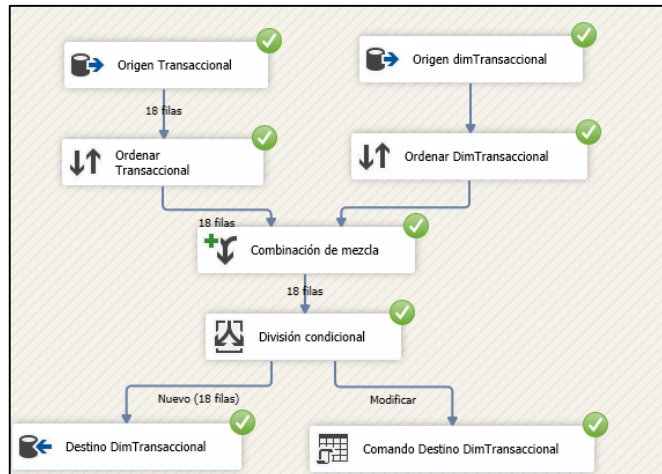 Origen Transaccional
Origen dimTransaccional
18 filas
Ordenar
Transaccional
Ordenar DimTransaccional
18 filas
Combinación de mezcla
18 filas
División condicional
Nuevo (18 filas)
Modificar
Destino DimTransaccional
Comando Destino DimTransaccional